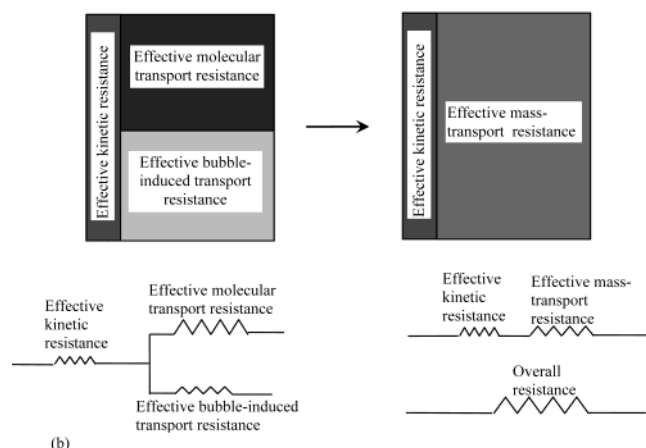 Effective kinetic resistance
Effective molecular
transport resistance
Effective bubble-
induced transport
resistance
Effective kinetic resistance
Effective mass-
transport resistance
Effective
kinetic
resistance
Effective molecular
transport resistance
Effective bubble-induced
transport resistance
Effective
kinetic
resistance
Effective mass-
transport
resistance
Overall
resistance
(b)